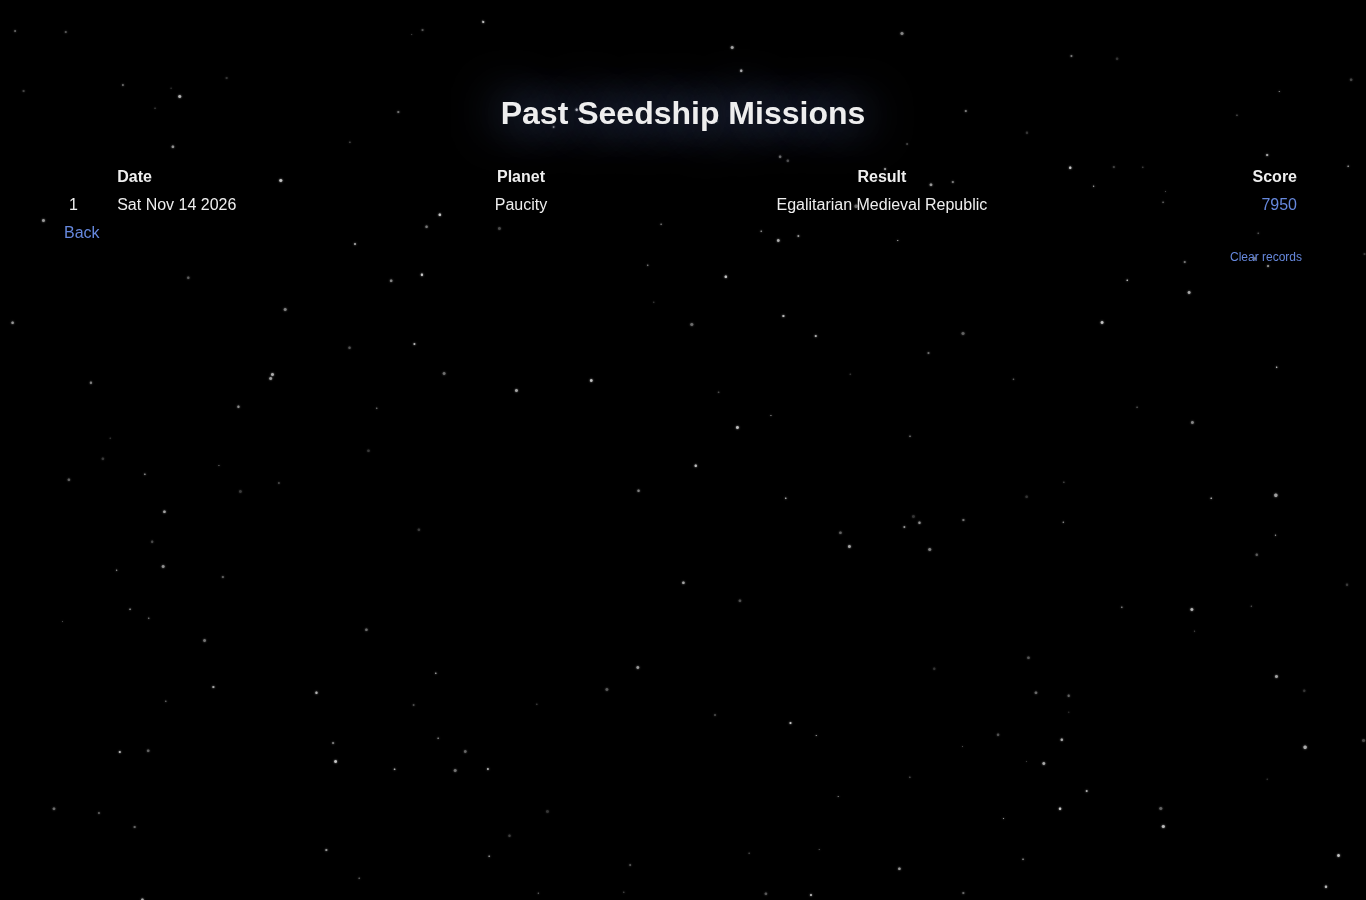 Past Seedship Missions
Date Planet Result Score
1 Sat Nov 14 2026 Paucity Egalitarian Medieval Republic 7950
Back
Clear records